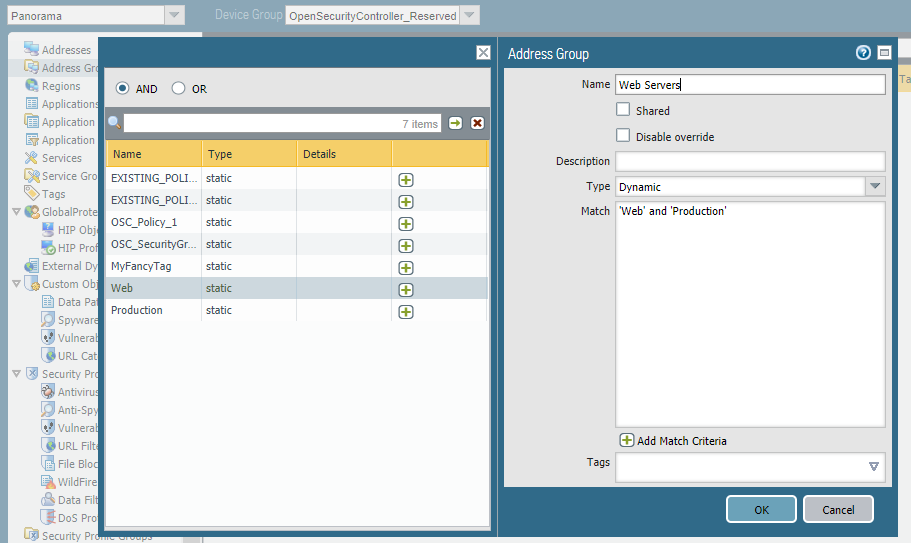 Panorama
Device Group OpenSecurityController_Reserved
Addresses
Address Gro
Regions
Applications
Application
Application
Services
Service Grou
Tags
GlobalProte
HIP Obje
HIP Prof
External Dy
Custom Obj
Data Pat
Spyware
Vulnerab
URL Cat
Security Pro
Antivirus
Anti-Spy
Vulnerab
URL Filte
File Bloc
WildFire
Data Filt
DoS Prot
Security Profile Groups
AND OR
7 items
Name Type Details
EXISTING_POLI... static
EXISTING_POLI... static
OSC_Policy_1 static
OSC_SecurityGr... static
MyFancyTag static
Web static
Production static
Address Group
Name Web Servers
Shared
Disable override
Description
Type Dynamic
Match 'Web' and 'Production'
Add Match Criteria
Tags
OK Cancel
Ta